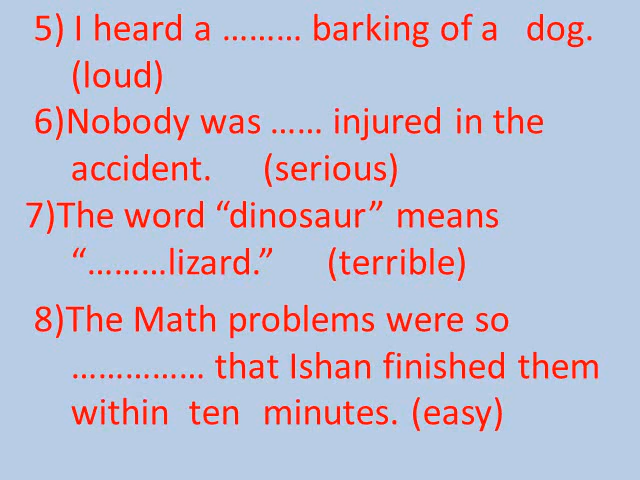 5) I heard a ……… barking of a dog.
(loud)
6)Nobody was …… injured in the
accident. (serious)
7)The word “dinosaur” means
“………lizard.” (terrible)
8)The Math problems were so
…………… that Ishan finished them
within ten minutes. (easy)